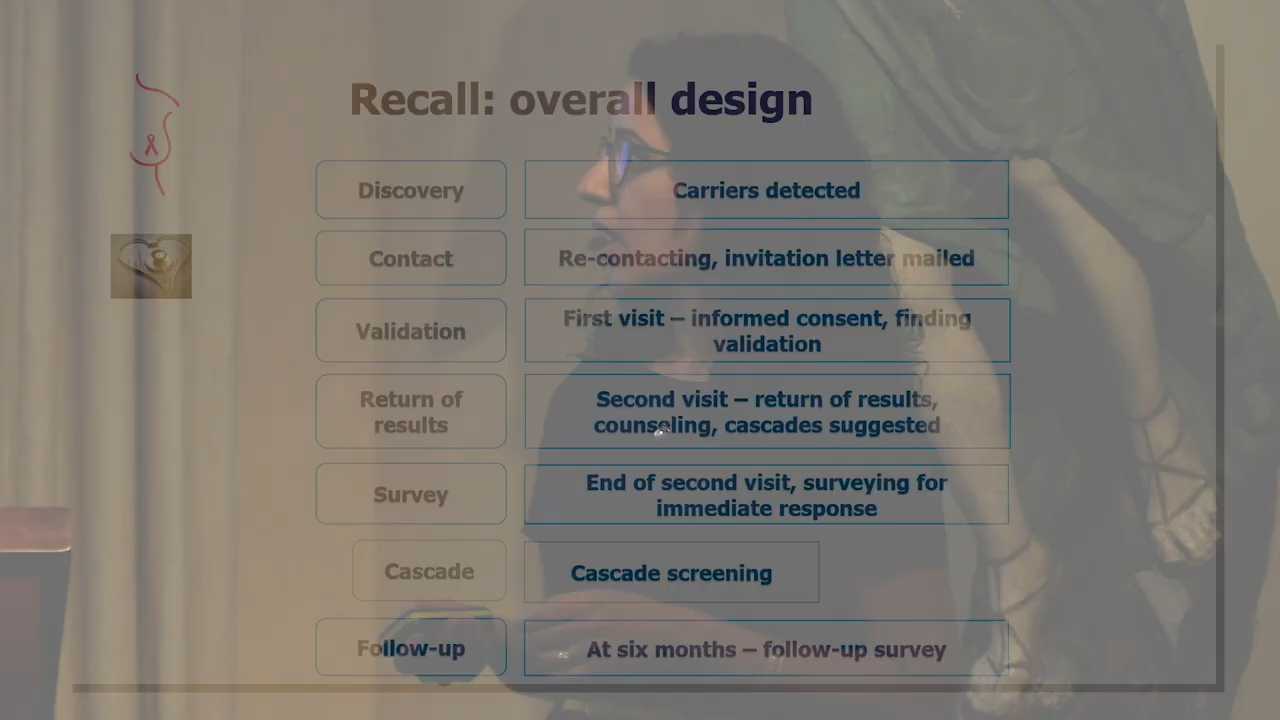 Recall: overall design
Discovery
Carriers detected
Contact
Re-contacting, invitation letter mailed
Validation
First visit – informed consent, finding
validation
Return of
results
Second visit – return of results,
counseling, cascades suggested
Survey
End of second visit, surveying for
immediate response
Cascade
Cascade screening
Follow-up
At six months – follow-up survey